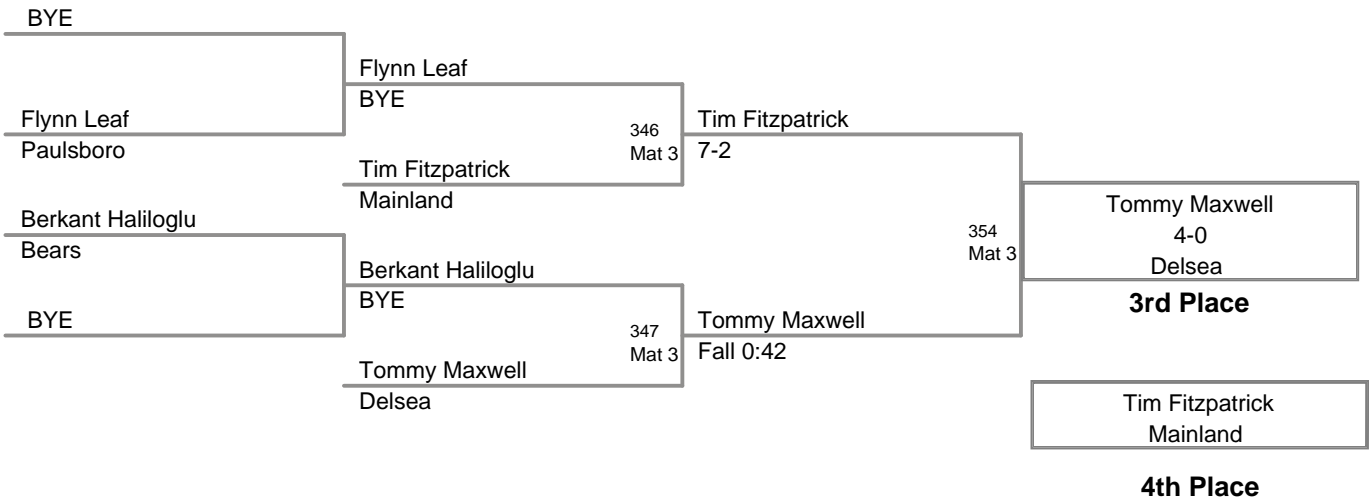 BYE
Flynn Leaf
BYE
Flynn Leaf
Paulsboro
346
Mat 3
Tim Fitzpatrick
7-2
Tim Fitzpatrick
Mainland
Berkant Haliloglu
Bears
354
Mat 3
Tommy Maxwell
4-0
Delsea
3rd Place
Berkant Haliloglu
BYE
BYE
347
Mat 3
Tommy Maxwell
Fall 0:42
Tommy Maxwell
Delsea
Tim Fitzpatrick
Mainland
4th Place